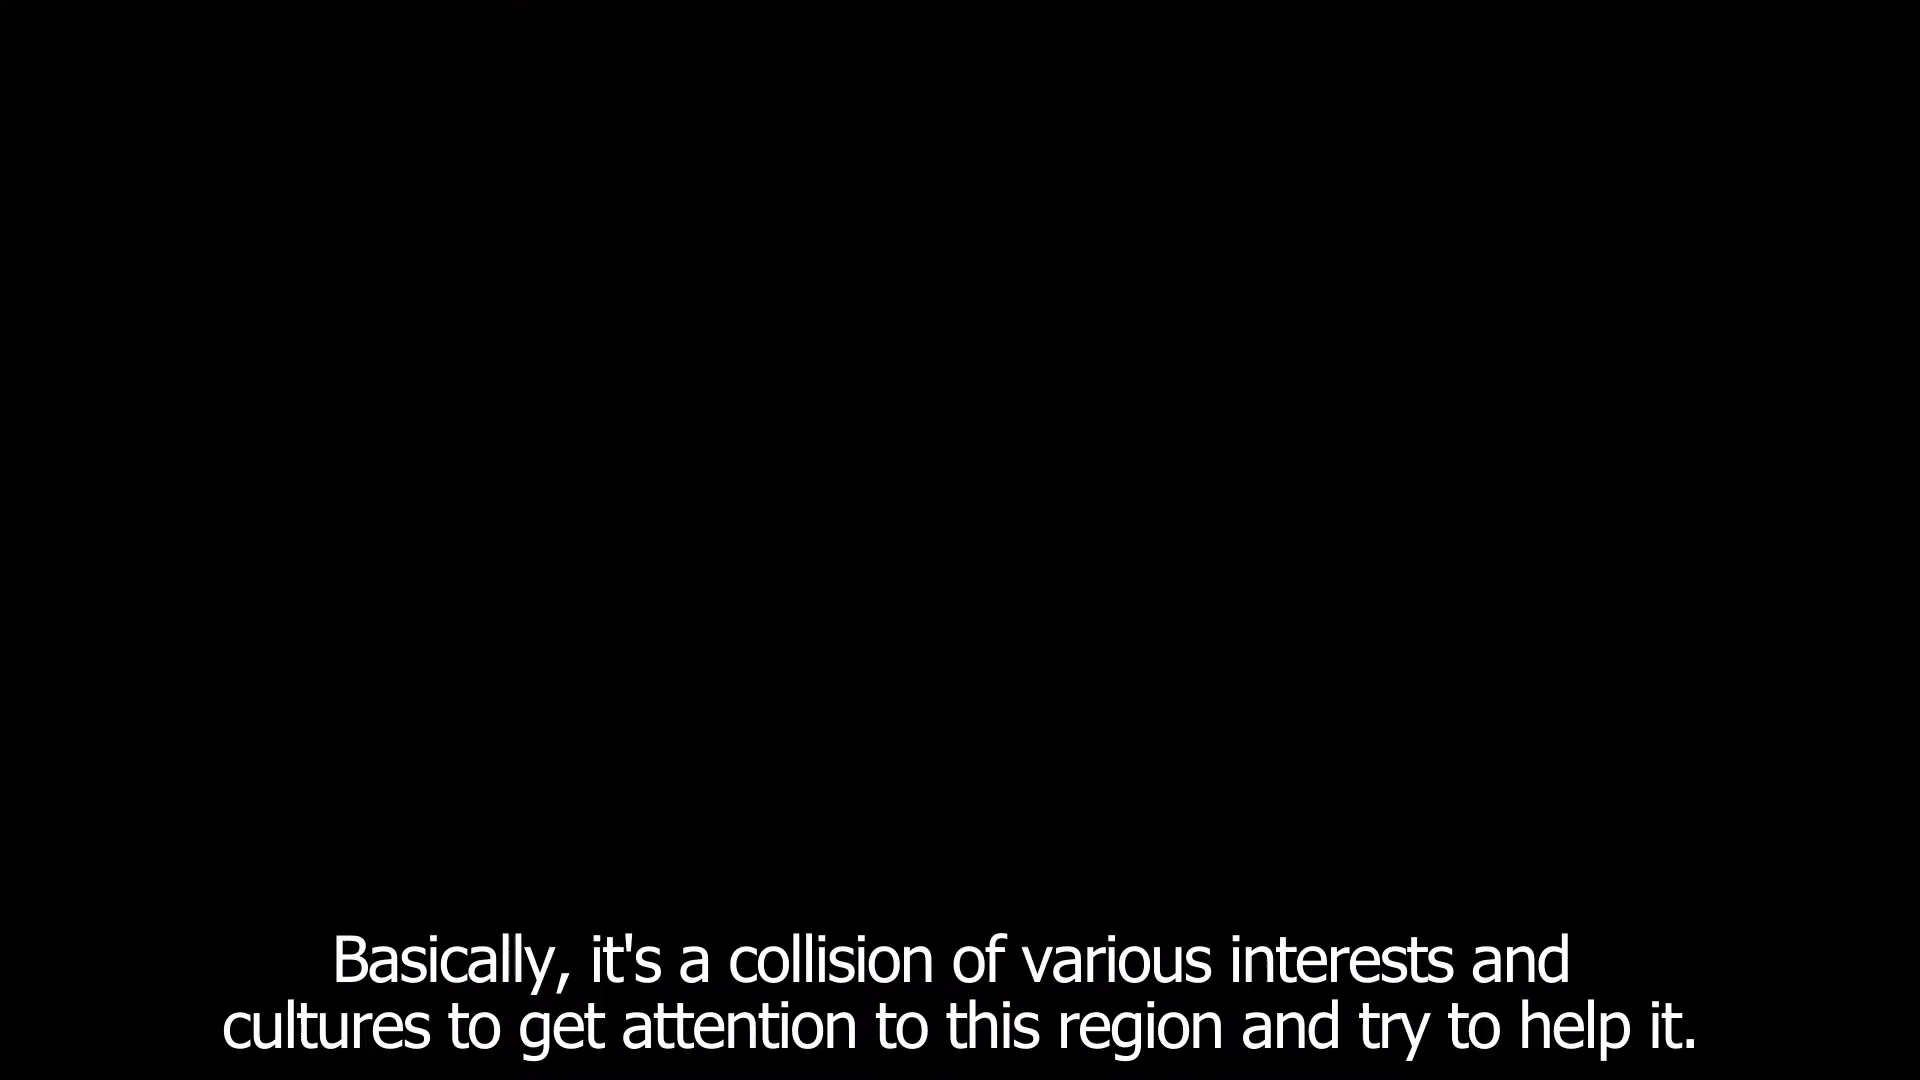 Basically, it's a collision of various interests and
cultures to get attention to this region and try to help it.